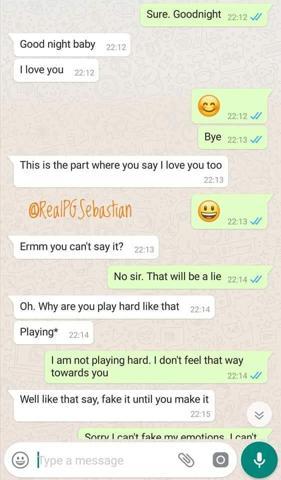 Sure. Goodnight 22:12
Good night baby 22:12
I love you 22:12
22:12
Bye 22:13
This is the part where you say I love you too
22:13
@RealPGSebastian
22:13
Ermm you can't say it? 22:13
No sir. That will be a lie 22:14
Oh. Why are you play hard like that 22:14
Playing* 22:14
I am not playing hard. I don't feel that way
towards you 22:14
Well like that say, fake it until you make it
22:15
Sorry I can't fake my emotions. I can't
Type a message